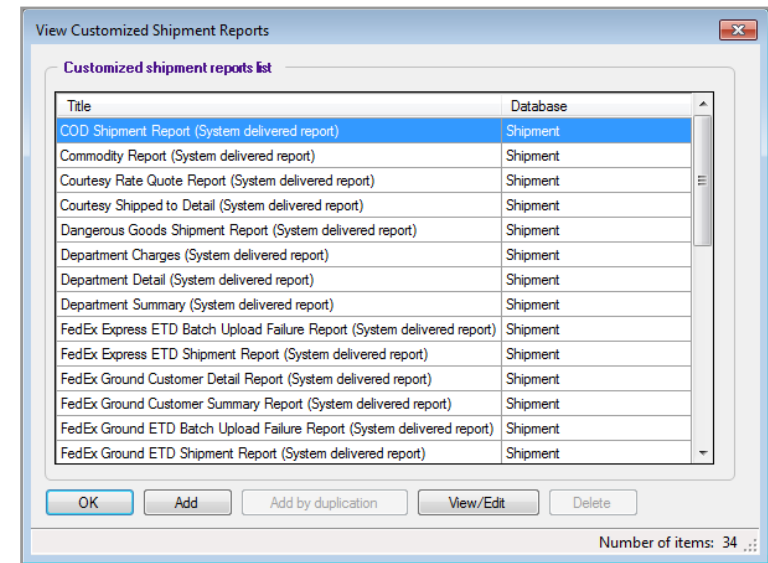 View Customized Shipment Reports
Customized shipment reports list
Title Database
COD Shipment Report (System delivered report) Shipment
Commodity Report (System delivered report) Shipment
Courtesy Rate Quote Report (System delivered report) Shipment
Courtesy Shipped to Detail (System delivered report) Shipment
Dangerous Goods Shipment Report (System delivered report) Shipment
Department Charges (System delivered report) Shipment
Department Detail (System delivered report) Shipment
Department Summary (System delivered report) Shipment
FedEx Express ETD Batch Upload Failure Report (System delivered report) Shipment
FedEx Express ETD Shipment Report (System delivered report) Shipment
FedEx Ground Customer Detail Report (System delivered report) Shipment
FedEx Ground Customer Summary Report (System delivered report) Shipment
FedEx Ground ETD Batch Upload Failure Report (System delivered report) Shipment
FedEx Ground ETD Shipment Report (System delivered report) Shipment
OK Add Add by duplication View/Edit Delete
Number of items: 34